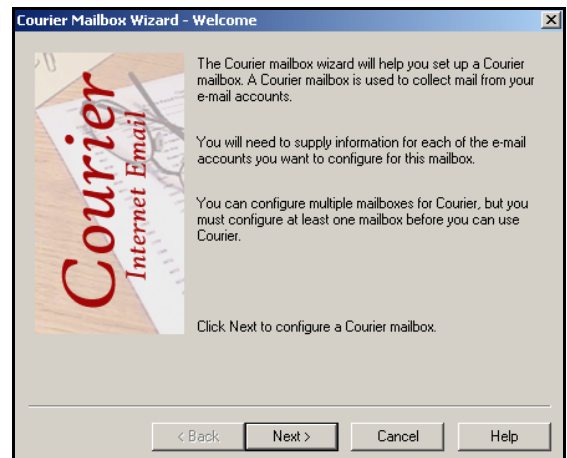 Courier Mailbox Wizard - Welcome
Courier
Internet Email
The Courier mailbox wizard will help you set up a Courier
mailbox. A Courier mailbox is used to collect mail from your
e-mail accounts.
You will need to supply information for each of the e-mail
accounts you want to configure for this mailbox.
You can configure multiple mailboxes for Courier, but you
must configure at least one mailbox before you can use
Courier.
Click Next to configure a Courier mailbox.
< Back
Next >
Cancel
Help